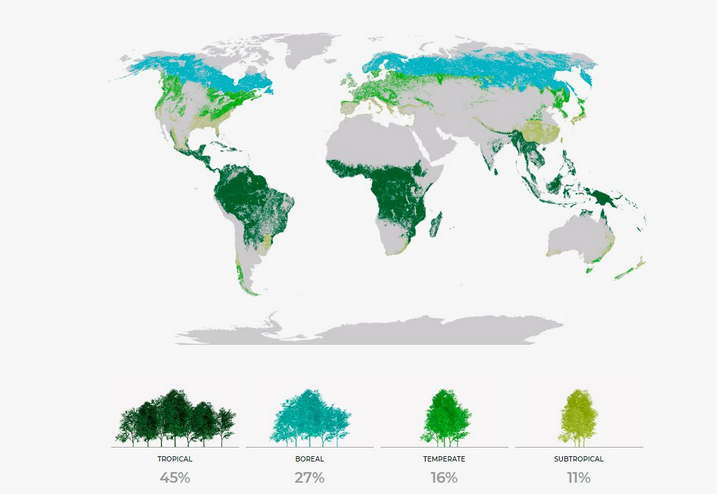 TROPICAL
45%
BOREAL
27%
TEMPERATE
16%
SUBTROPICAL
11%